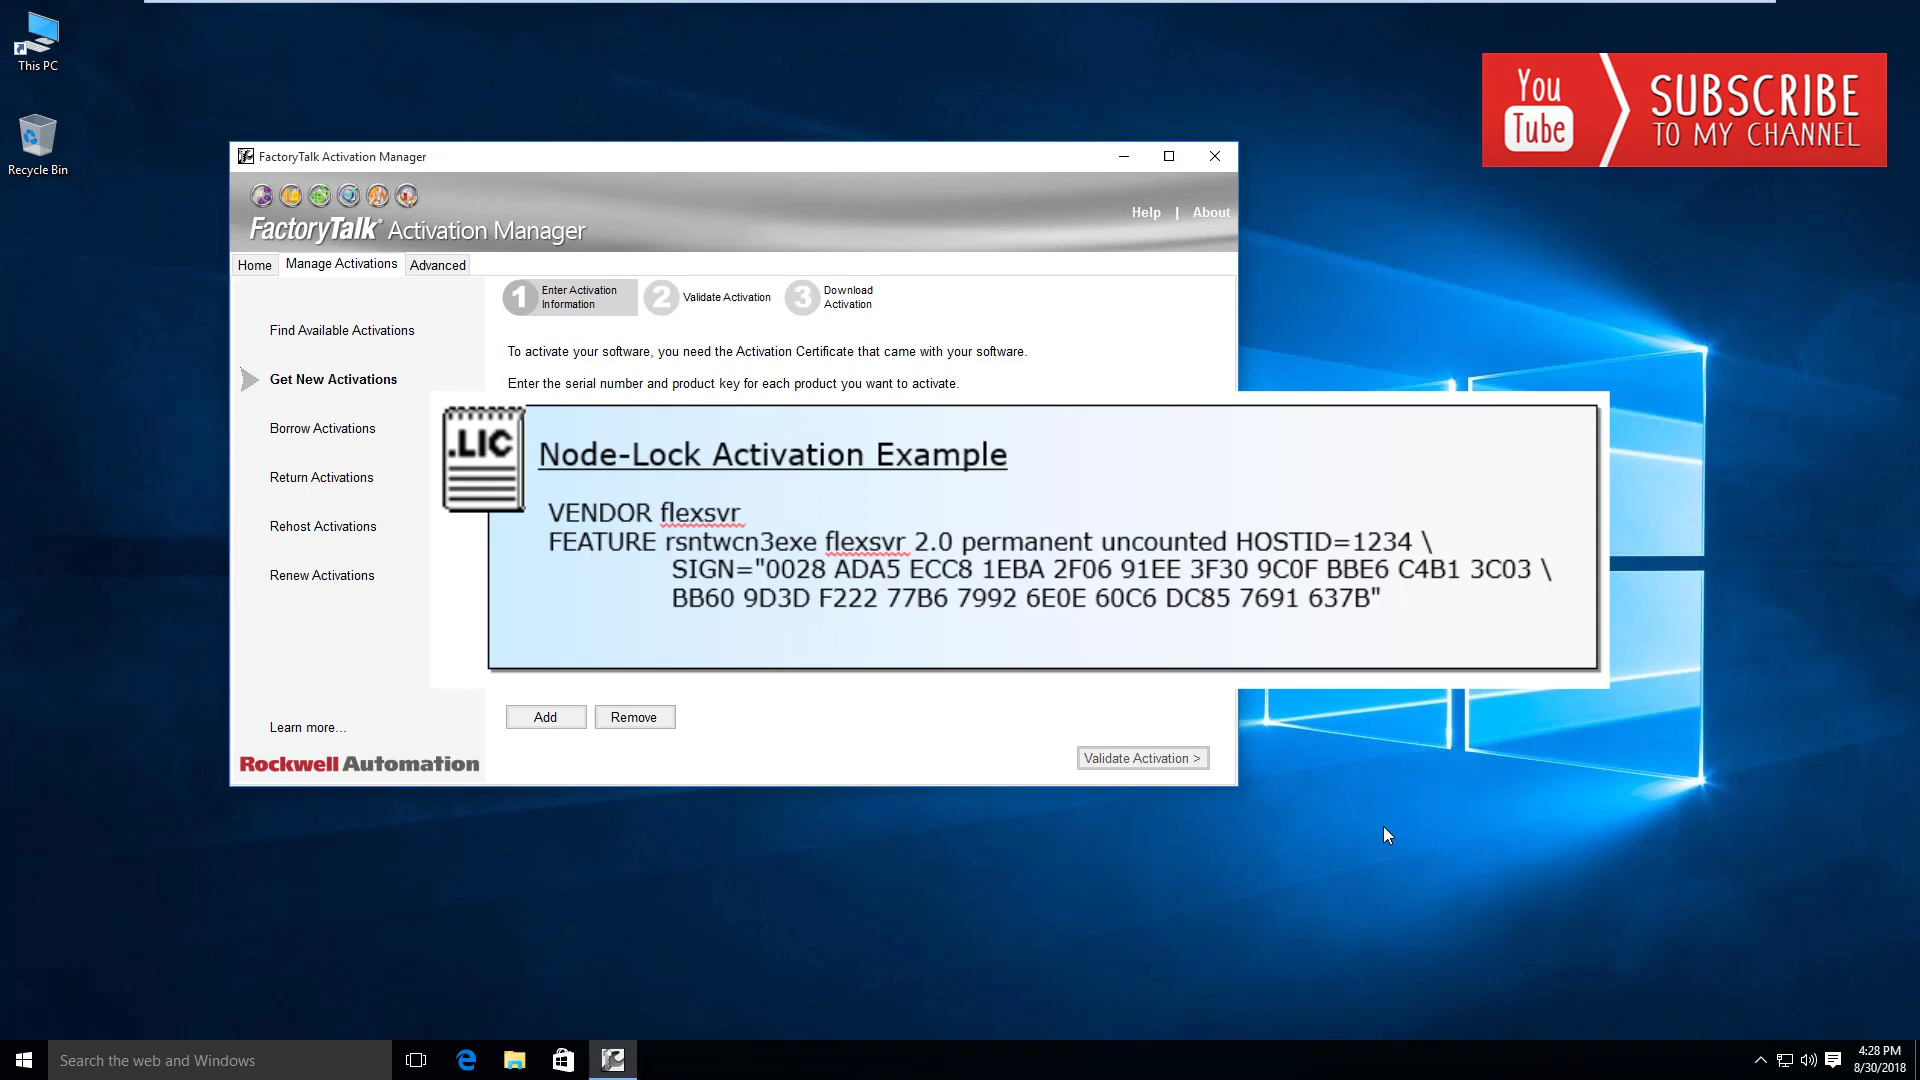 This PC
Recycle Bin
You
Tube
SUBSCRIBE
TO MY CHANNEL
FactoryTalk Activation Manager
FactoryTalk® Activation Manager
Help | About
Home Manage Activations Advanced
1 Enter Activation Information
2 Validate Activation
3 Download Activation
Find Available Activations
Get New Activations
Borrow Activations
Return Activations
Rehost Activations
Renew Activations
Learn more...
Rockwell Automation
To activate your software, you need the Activation Certificate that came with your software.
Enter the serial number and product key for each product you want to activate.
.LIC
Node-Lock Activation Example
VENDOR flexsvr
FEATURE rsntwcn3exe flexsvr 2.0 permanent uncounted HOSTID=1234 \
SIGN="0028 ADA5 ECC8 1EBA 2F06 91EE 3F30 9C0F BBE6 C4B1 3C03 \
BB60 9D3D F222 77B6 7992 6E0E 60C6 DC85 7691 637B"
Add Remove
Validate Activation >
Search the web and Windows
4:28 PM
8/30/2018